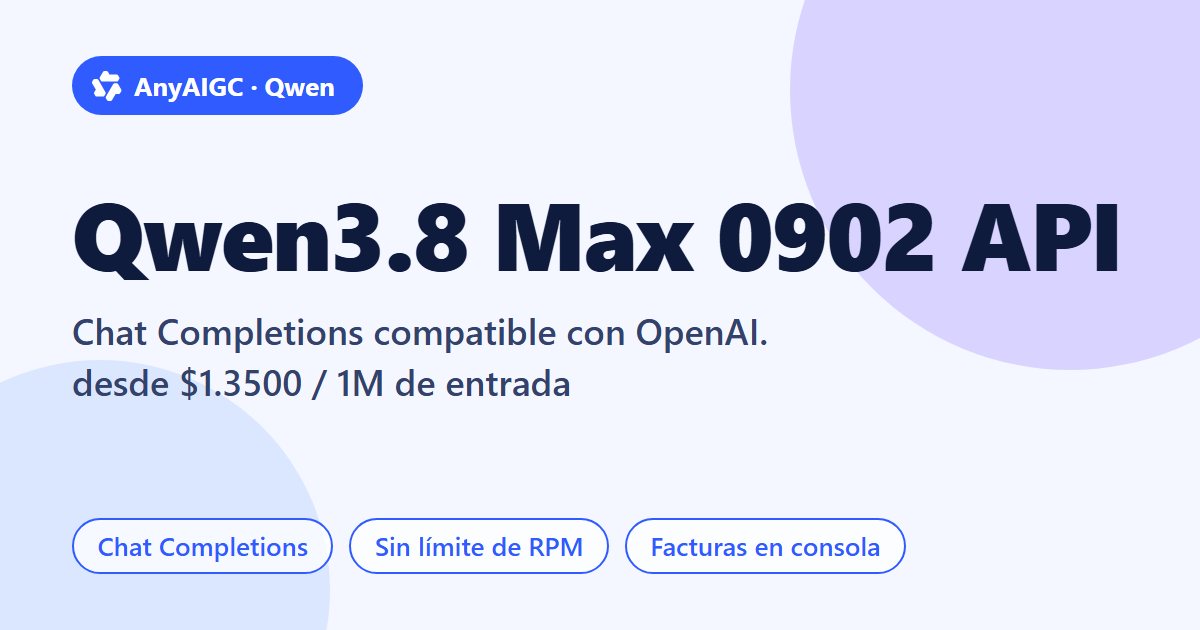 AnyAIGC · Qwen
Qwen3.8 Max 0902 API
Chat Completions compatible con OpenAI.
desde $1.3500 / 1M de entrada
Chat Completions
Sin límite de RPM
Facturas en consola